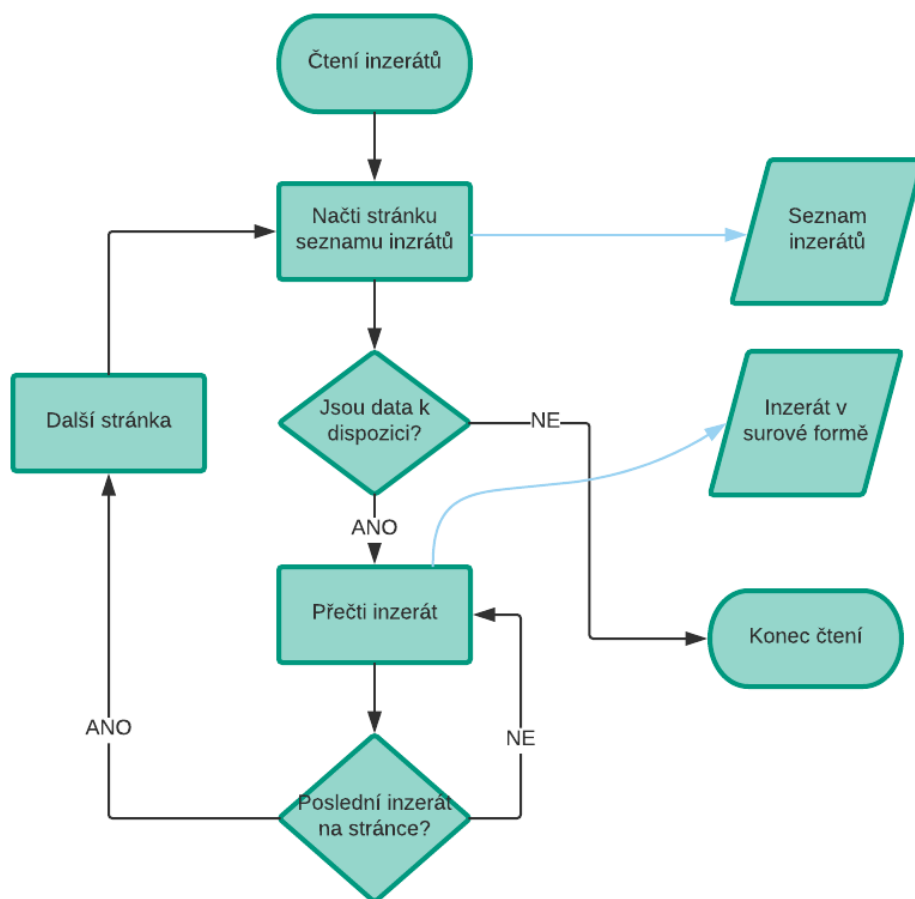 Čtení inzerátů
Načti stránku
seznamu inzrátů
Seznam
inzerátů
Další stránka
Jsou data k
dispozici?
NE
Inzerát v
surové formě
ANO
Přečti inzerát
Konec čtení
ANO
NE
Poslední inzerát
na stránce?